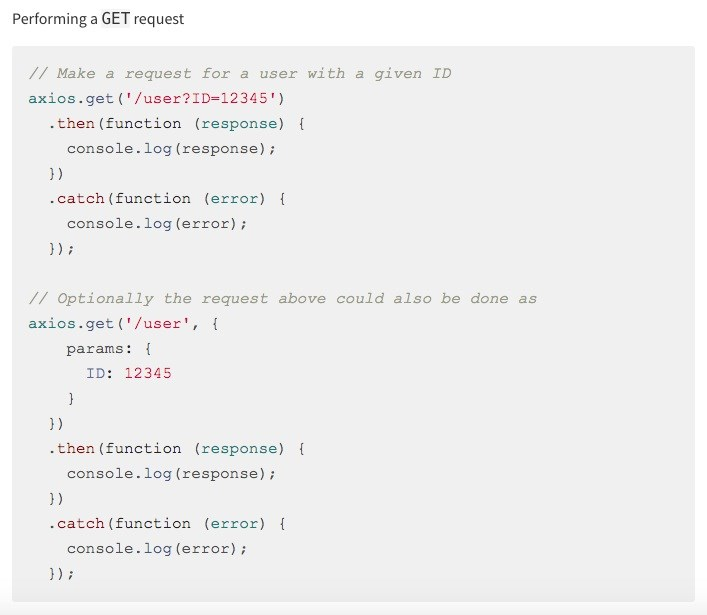 Performing a GET request
// Make a request for a user with a given ID
axios.get('/user?ID=12345')
  .then(function (response) {
    console.log(response);
  })
  .catch(function (error) {
    console.log(error);
  });

// Optionally the request above could also be done as
axios.get('/user', {
    params: {
      ID: 12345
    }
  })
  .then(function (response) {
    console.log(response);
  })
  .catch(function (error) {
    console.log(error);
  });